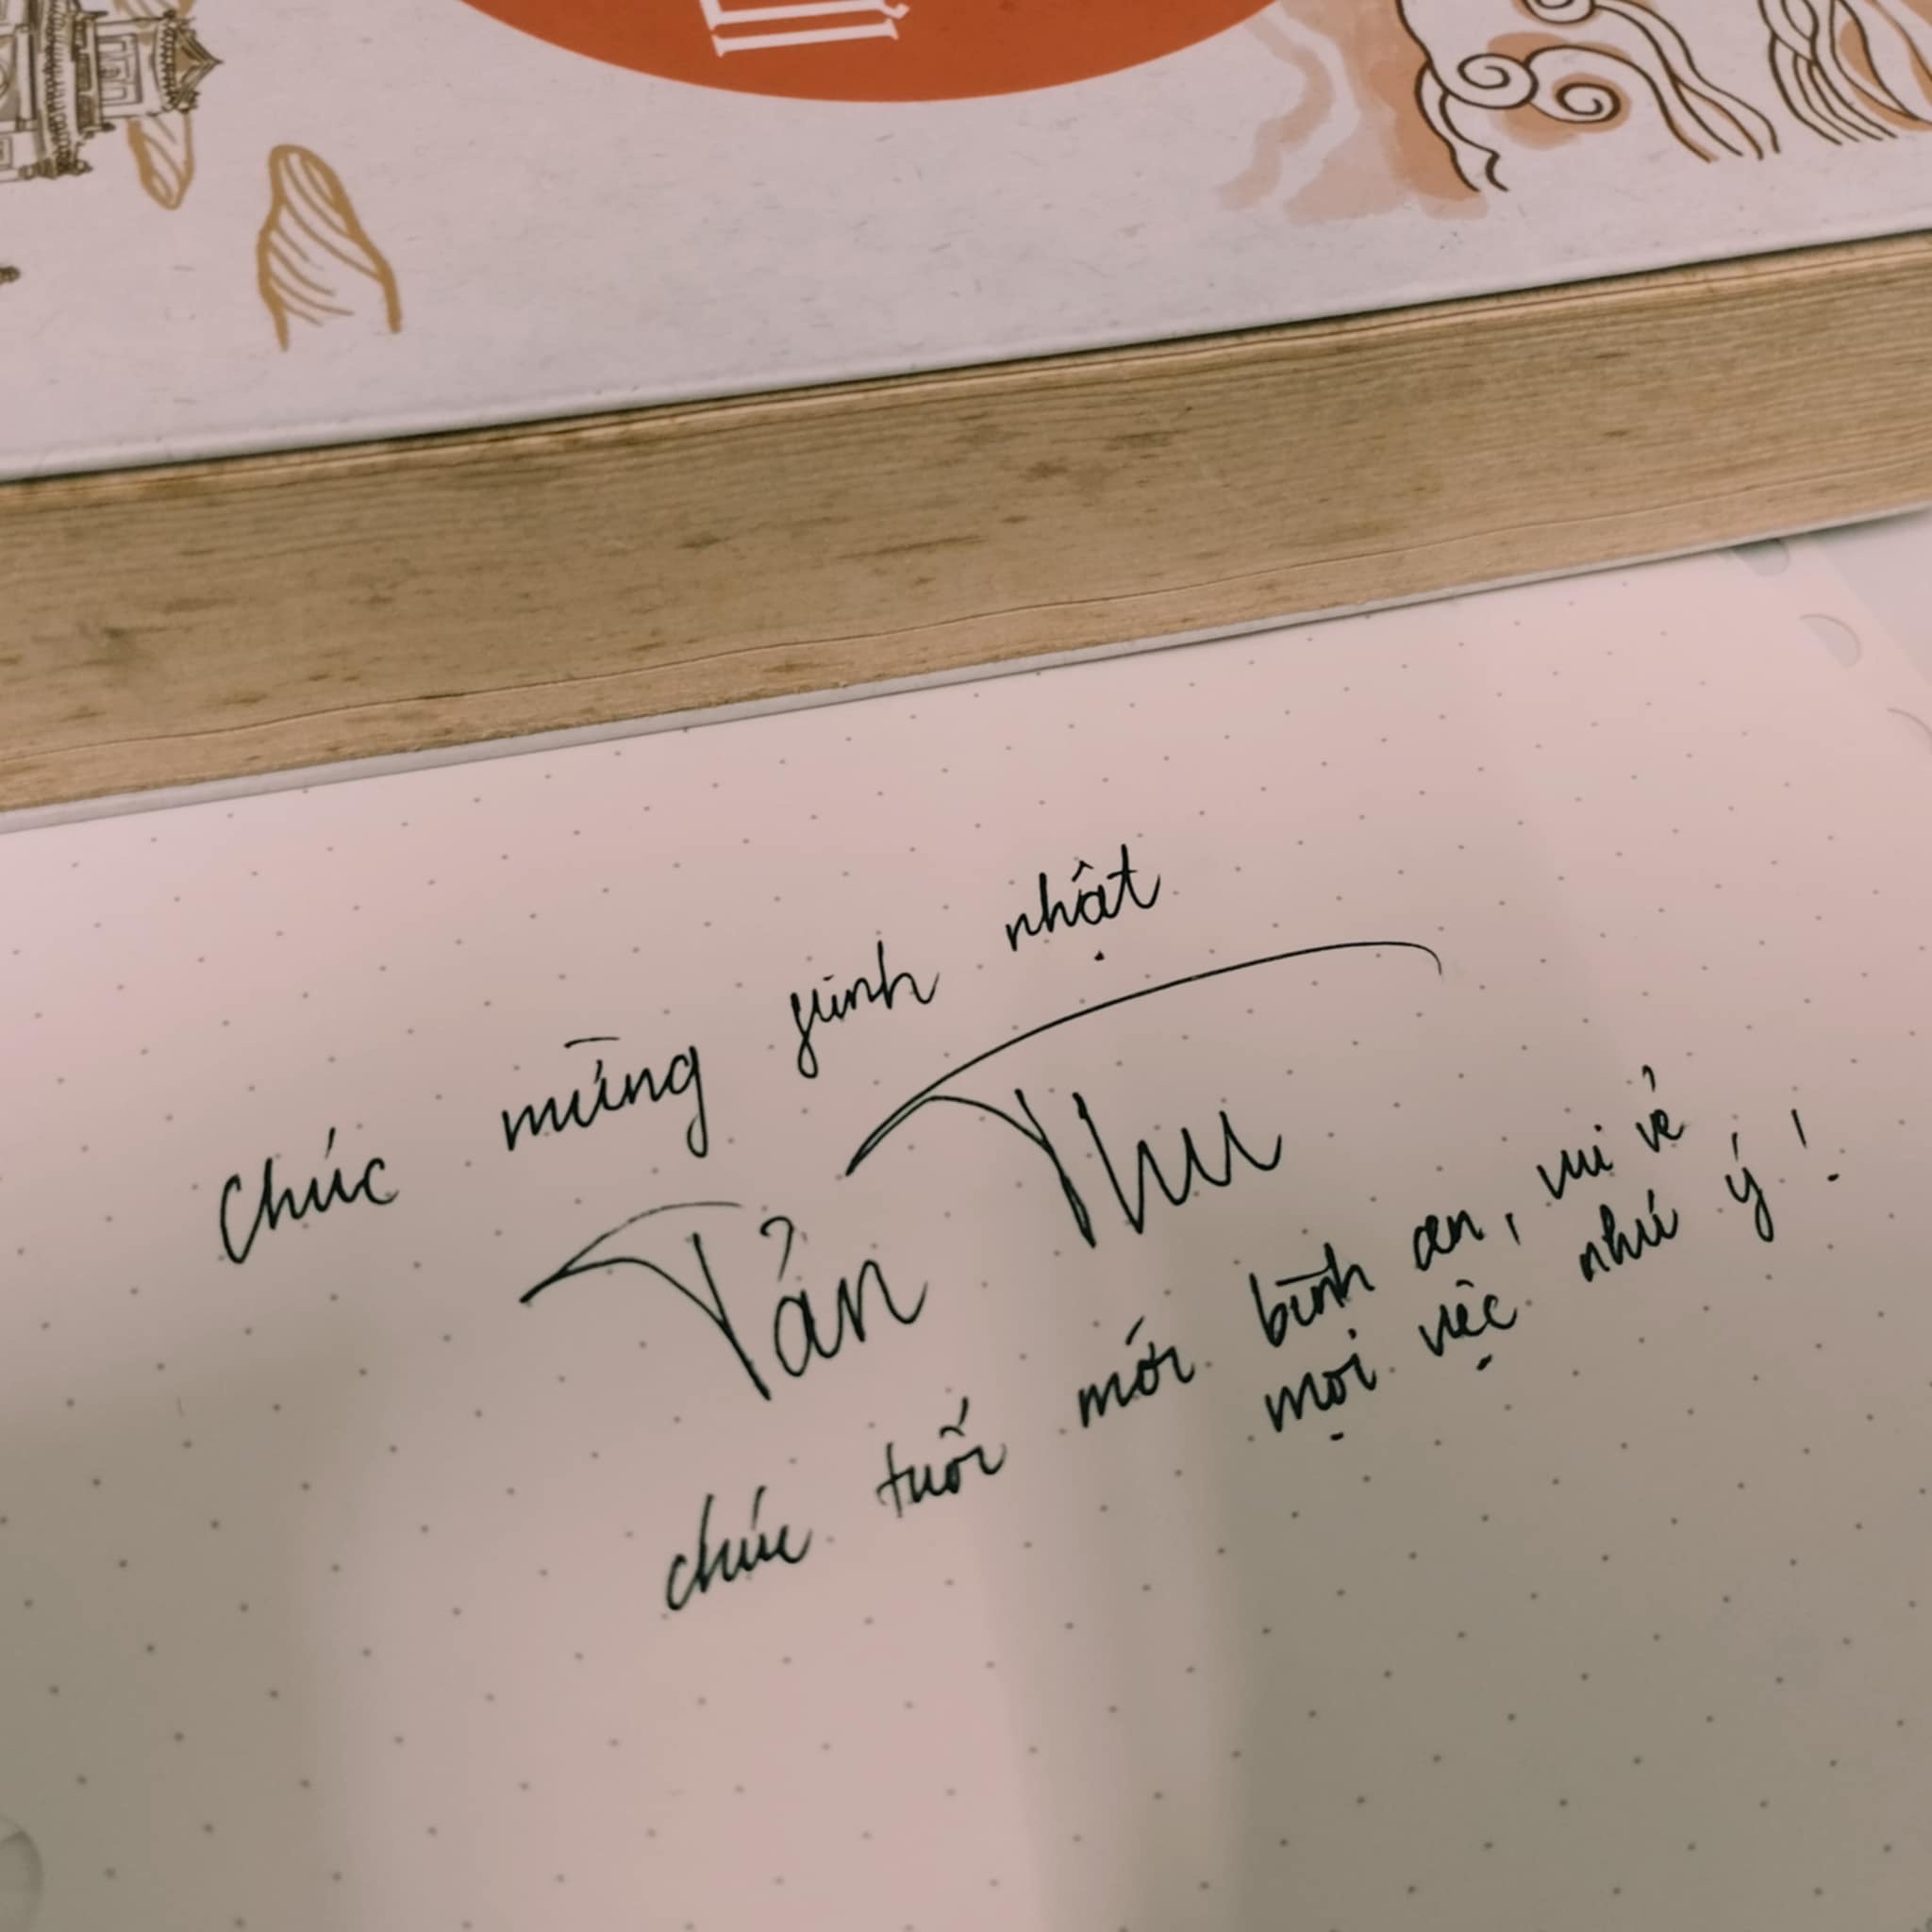 Chúc mừng sinh nhật
Tản Thu
chúc tuổi mới bình an, vui vẻ
mọi việc như ý!